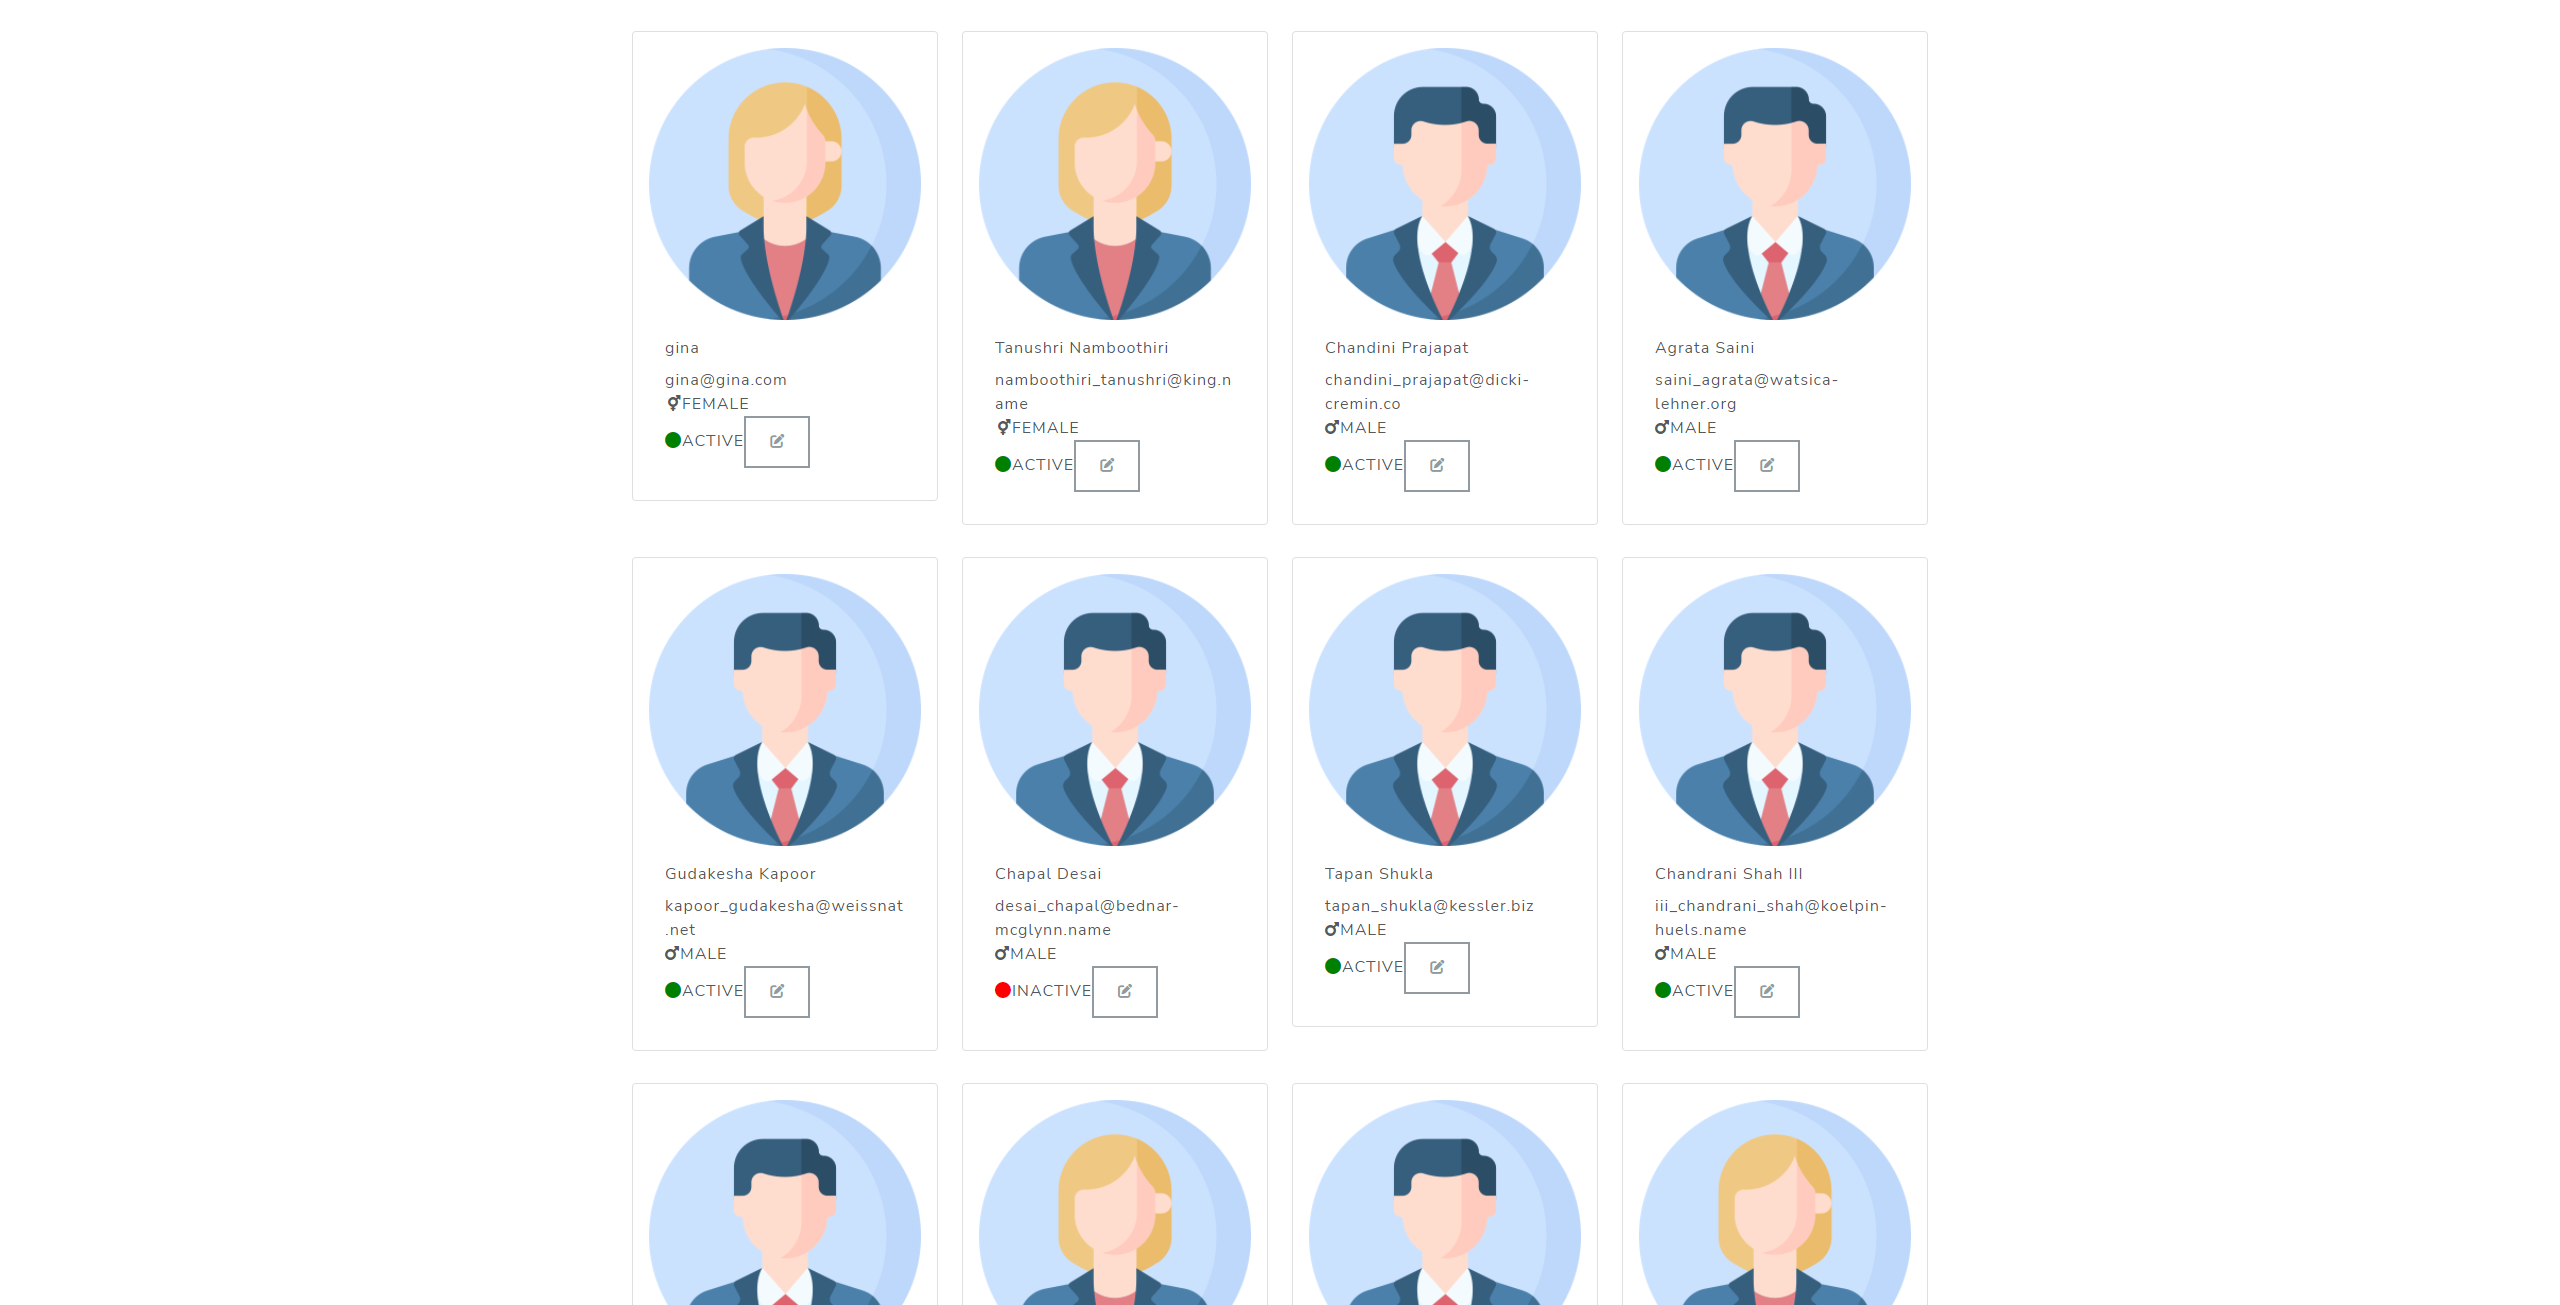 gina
gina@gina.com
FEMALE
ACTIVE
Tanushri Namboothiri
namboothiri_tanushri@king.n
ame
FEMALE
ACTIVE
Chandini Prajapat
chandini_prajapat@dicki-
cremin.co
MALE
ACTIVE
Agrata Saini
saini_agrata@watsica-
lehner.org
MALE
ACTIVE
Gudakesha Kapoor
kapoor_gudakesha@weissnat
.net
MALE
ACTIVE
Chapal Desai
desai_chapal@bednar-
mcglynn.name
MALE
INACTIVE
Tapan Shukla
tapan_shukla@kessler.biz
MALE
ACTIVE
Chandrani Shah III
iii_chandrani_shah@koelpin-
huels.name
MALE
ACTIVE